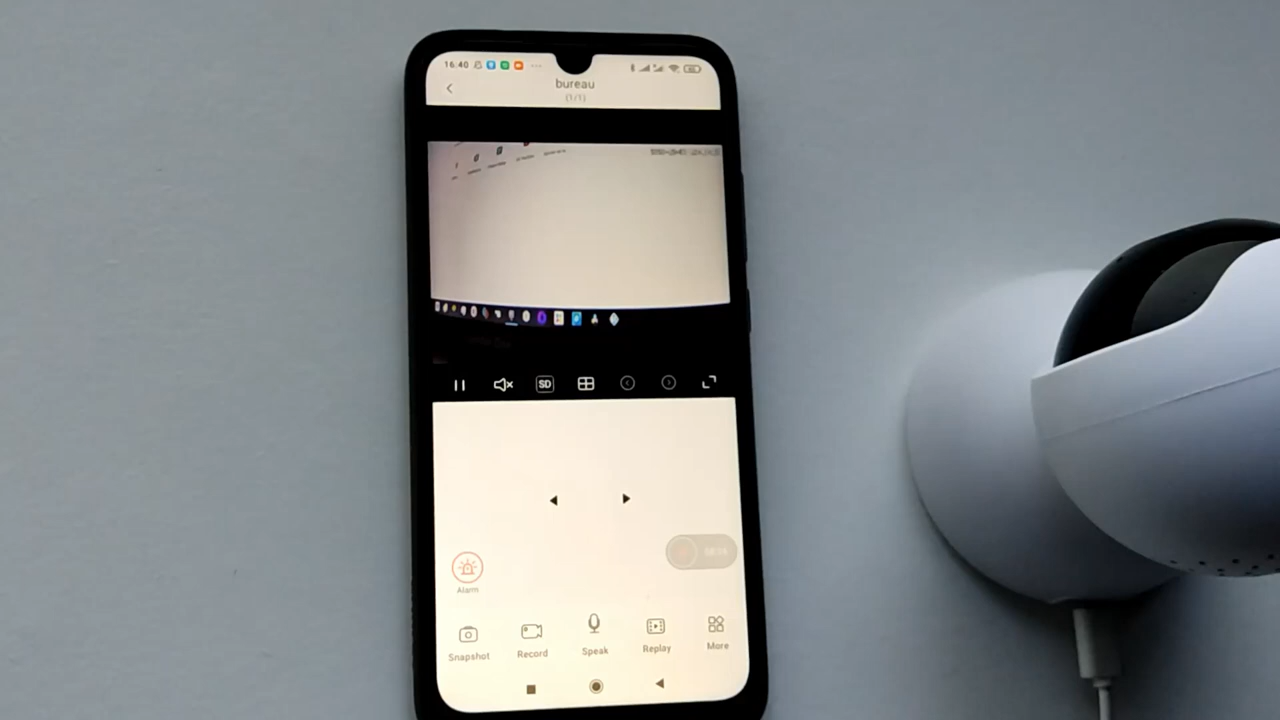 16:40
bureau
(1/1)
SD
Alarm
Snapshot
Record
Speak
Replay
More